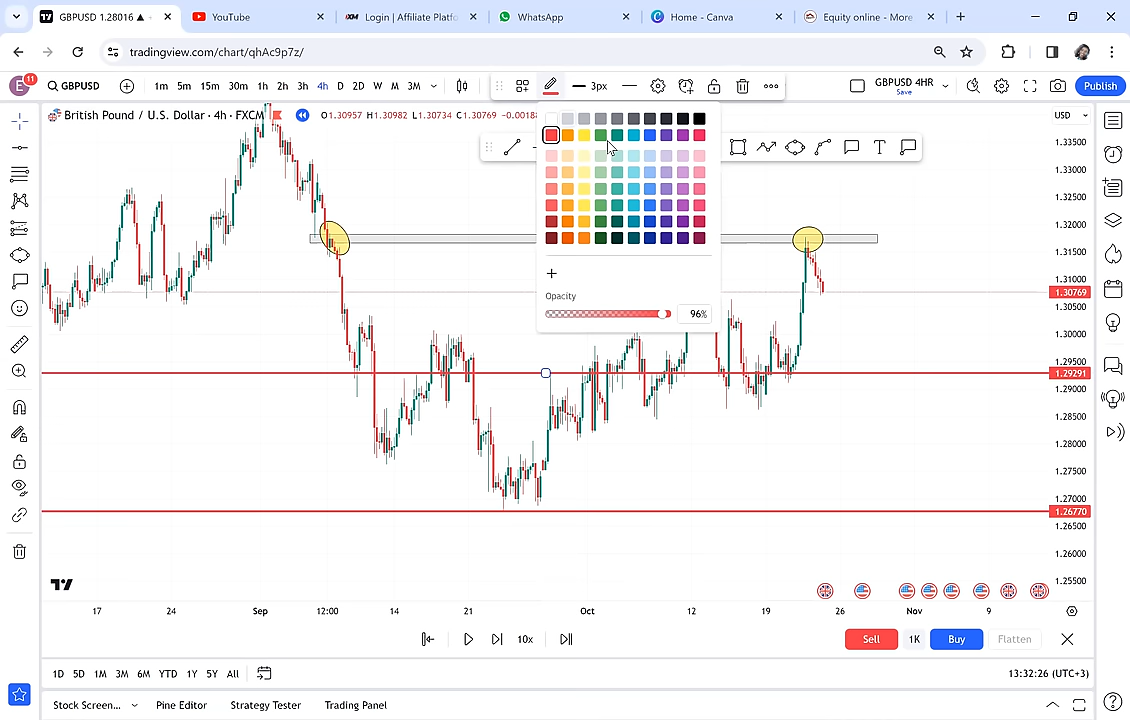 GBPUSD 1.28016 ▲
YouTube
Login | Affiliate Platfo
WhatsApp
Home - Canva
Equity online - More
tradingview.com/chart/qhAc9p7z/
E 11
GBPUSD
1m 5m 15m 30m 1h 2h 3h 4h D 2D W M 3M
3px
GBPUSD 4HR
Save
Publish
British Pound / U.S. Dollar · 4h · FXCM
O1.30957 H1.30982 L1.30734 C1.30769 -0.00188
USD
1.33500
1.33000
1.32500
1.32000
1.31500
1.31000
1.30769
1.30500
1.30000
1.29500
1.29291
1.29000
1.28500
1.28000
1.27500
1.27000
1.26770
1.26500
1.26000
1.25500
Opacity
96%
17 24 Sep 12:00 14 21 Oct 12 19 26 Nov 9
10x
Sell 1K Buy Flatten
1D 5D 1M 3M 6M YTD 1Y 5Y All
13:32:26 (UTC+3)
Stock Screen... Pine Editor Strategy Tester Trading Panel